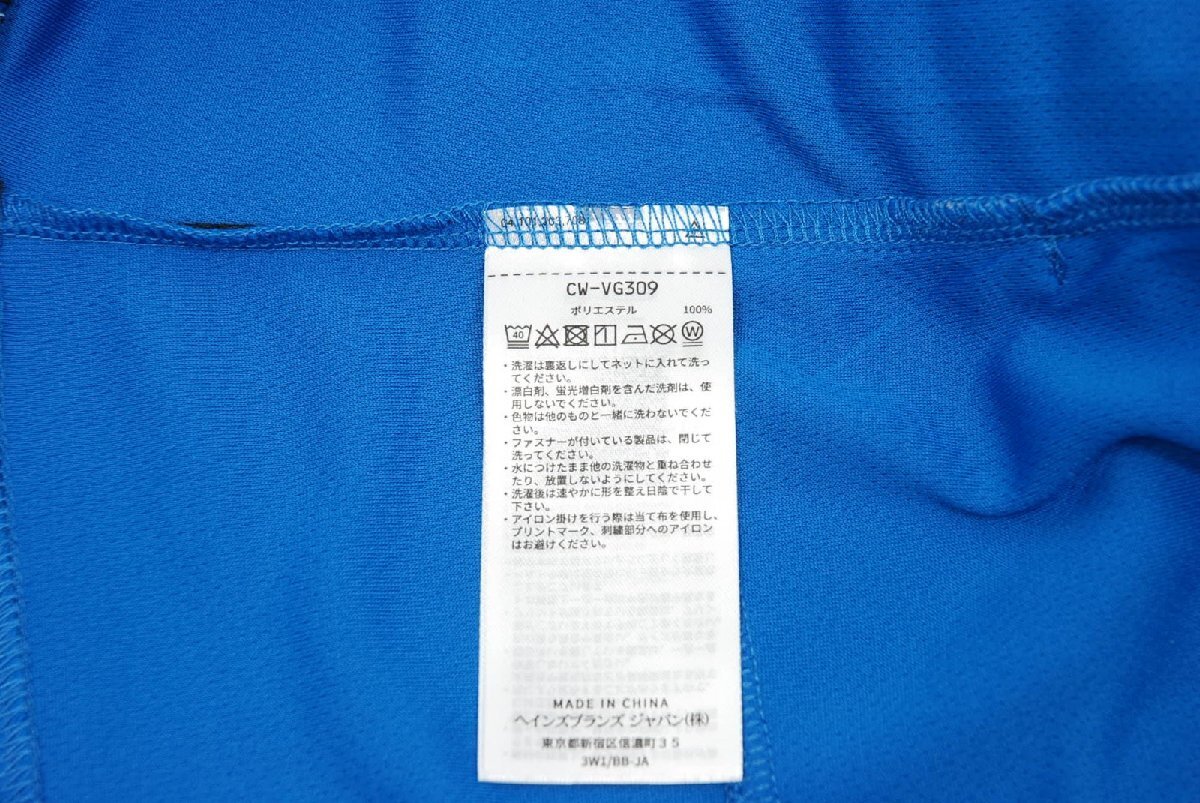 CW-VG309
ポリエステル 100%
40 W
・洗濯は裏返しにしてネットに入れて洗っ
てください。
・漂白剤、蛍光増白剤を含んだ洗剤は、使
用しないでください。
・色物は他のものと一緒に洗わないでくだ
さい。
・ファスナーが付いている製品は、閉じて
洗ってください。
・水につけたまま他の洗濯物と重ね合わせ
たり、放置しないようにしてください。
・洗濯後は速やかに形を整え日陰で干して
下さい。
・アイロン掛けを行う際は当て布を使用し、
プリントマーク、刺繍部分へのアイロン
はお避けください。
MADE IN CHINA
ヘインズブランズ ジャパン(株)
東京都新宿区信濃町35
3W1/BB-JA